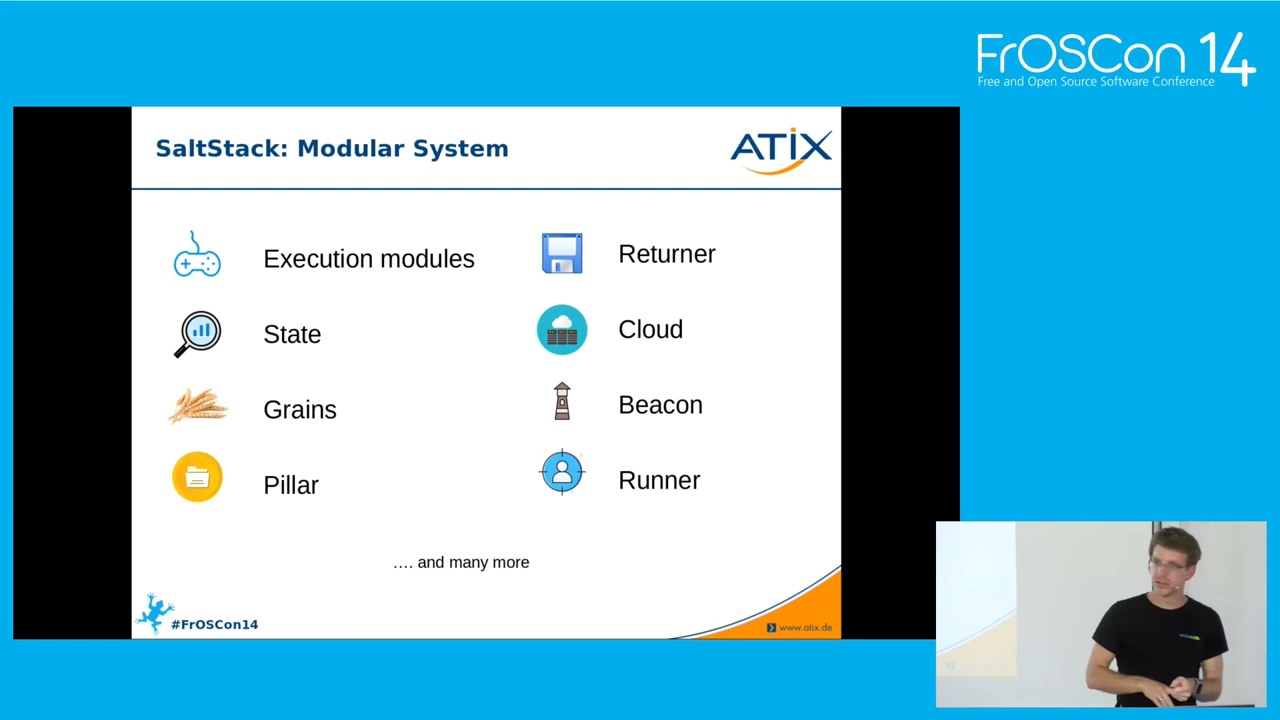 FrOSCon 14
Free and Open Source Software Conference
SaltStack: Modular System
ATIX
Execution modules
State
Grains
Pillar
Returner
Cloud
Beacon
Runner
.... and many more
#FrOSCon14
www.atix.de